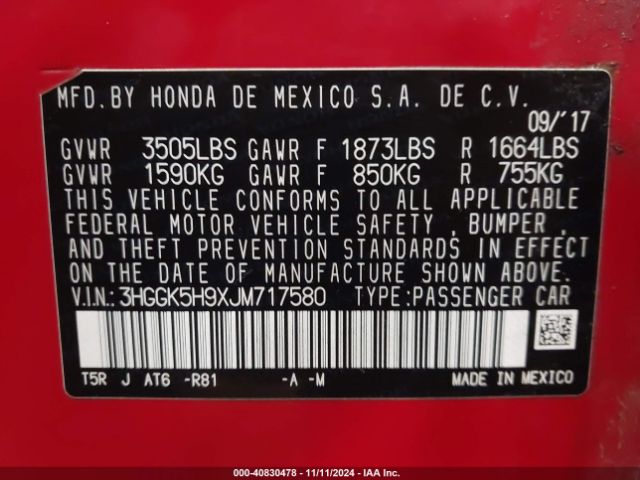 MFD. BY HONDA DE MEXICO S.A. DE C.V.
09/'17
GVWR 3505LBS GAWR F 1873LBS R 1664LBS
GVWR 1590KG GAWR F 850KG R 755KG
THIS VEHICLE CONFORMS TO ALL APPLICABLE
FEDERAL MOTOR VEHICLE SAFETY , BUMPER ,
AND THEFT PREVENTION STANDARDS IN EFFECT
ON THE DATE OF MANUFACTURE SHOWN ABOVE.
V.I.N.: 3HGGK5H9XJM717580 TYPE:PASSENGER CAR
T5R J AT6 -R81 -A -M MADE IN MEXICO
000-40830478 - 11/11/2024 - IAA Inc.